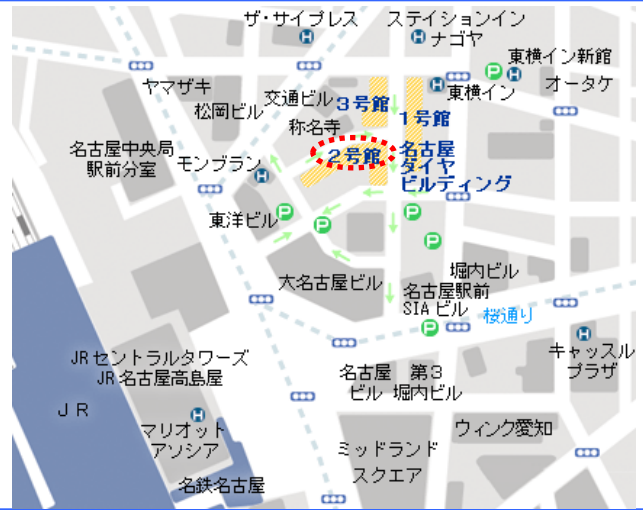 ザ・サイプレス
ステイションイン
ナゴヤ
東横イン新館
ヤマザキ
交通ビル
3号館
東横イン
オータケ
松岡ビル
1号館
称名寺
名古屋中央局
駅前分室
モンブラン
2号館
名古屋
ダイヤ
ビルディング
東洋ビル
P
P
P
P
P
P
H
H
H
H
H
H
H
大名古屋ビル
堀内ビル
名古屋駅前
SIAビル
桜通り
JRセントラルタワーズ
JR名古屋高島屋
名古屋
ビル
第3
堀内ビル
キャッスル
プラザ
JR
マリオット
アソシア
ウィンク愛知
ミッドランド
スクエア
名鉄名古屋